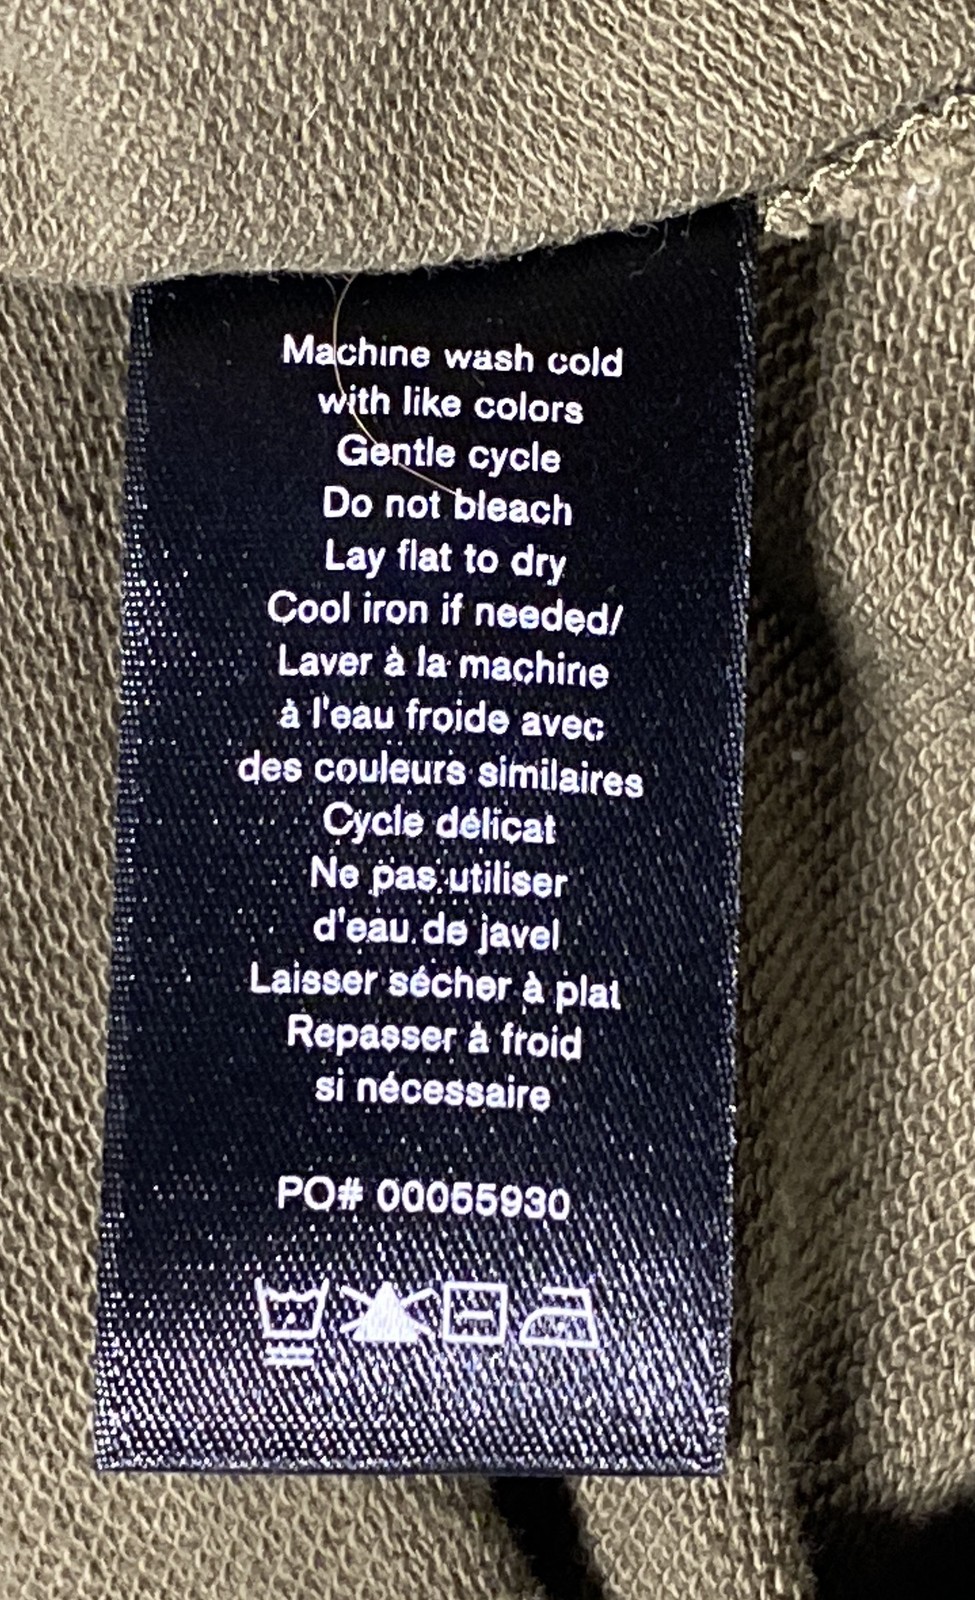 Machine wash cold
with like colors
Gentle cycle
Do not bleach
Lay flat to dry
Cool iron if needed/
Laver à la machine
à l'eau froide avec
des couleurs similaires
Cycle délicat
Ne pas utiliser
d'eau de javel
Laisser sécher à plat
Repasser à froid
si nécessaire
PO# 00055930